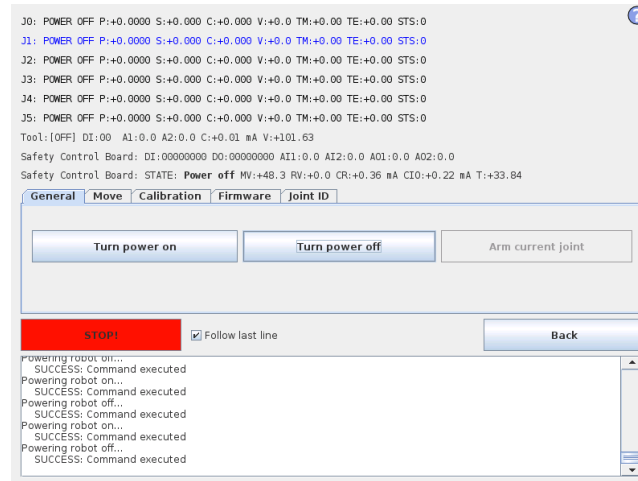 J0: POWER OFF P:+0.0000 S:+0.000 C:+0.000 V:+0.0 TM:+0.00 TE:+0.00 STS:0
J1: POWER OFF P:+0.0000 S:+0.000 C:+0.000 V:+0.0 TM:+0.00 TE:+0.00 STS:0
J2: POWER OFF P:+0.0000 S:+0.000 C:+0.000 V:+0.0 TM:+0.00 TE:+0.00 STS:0
J3: POWER OFF P:+0.0000 S:+0.000 C:+0.000 V:+0.0 TM:+0.00 TE:+0.00 STS:0
J4: POWER OFF P:+0.0000 S:+0.000 C:+0.000 V:+0.0 TM:+0.00 TE:+0.00 STS:0
J5: POWER OFF P:+0.0000 S:+0.000 C:+0.000 V:+0.0 TM:+0.00 TE:+0.00 STS:0
Tool:[OFF] DI:00 A1:0.0 A2:0.0 C:+0.01 mA V:+101.63
Safety Control Board: DI:00000000 DO:00000000 AI1:0.0 AI2:0.0 AO1:0.0 AO2:0.0
Safety Control Board: STATE: Power off MV:+48.3 RV:+0.0 CR:+0.36 mA CIO:+0.22 mA T:+33.84
General Move Calibration Firmware Joint ID
Turn power on Turn power off Arm current joint
STOP! Follow last line Back
Powering robot off...
SUCCESS: Command executed
Powering robot on...
SUCCESS: Command executed
Powering robot off...
SUCCESS: Command executed
Powering robot on...
SUCCESS: Command executed
Powering robot off...
SUCCESS: Command executed